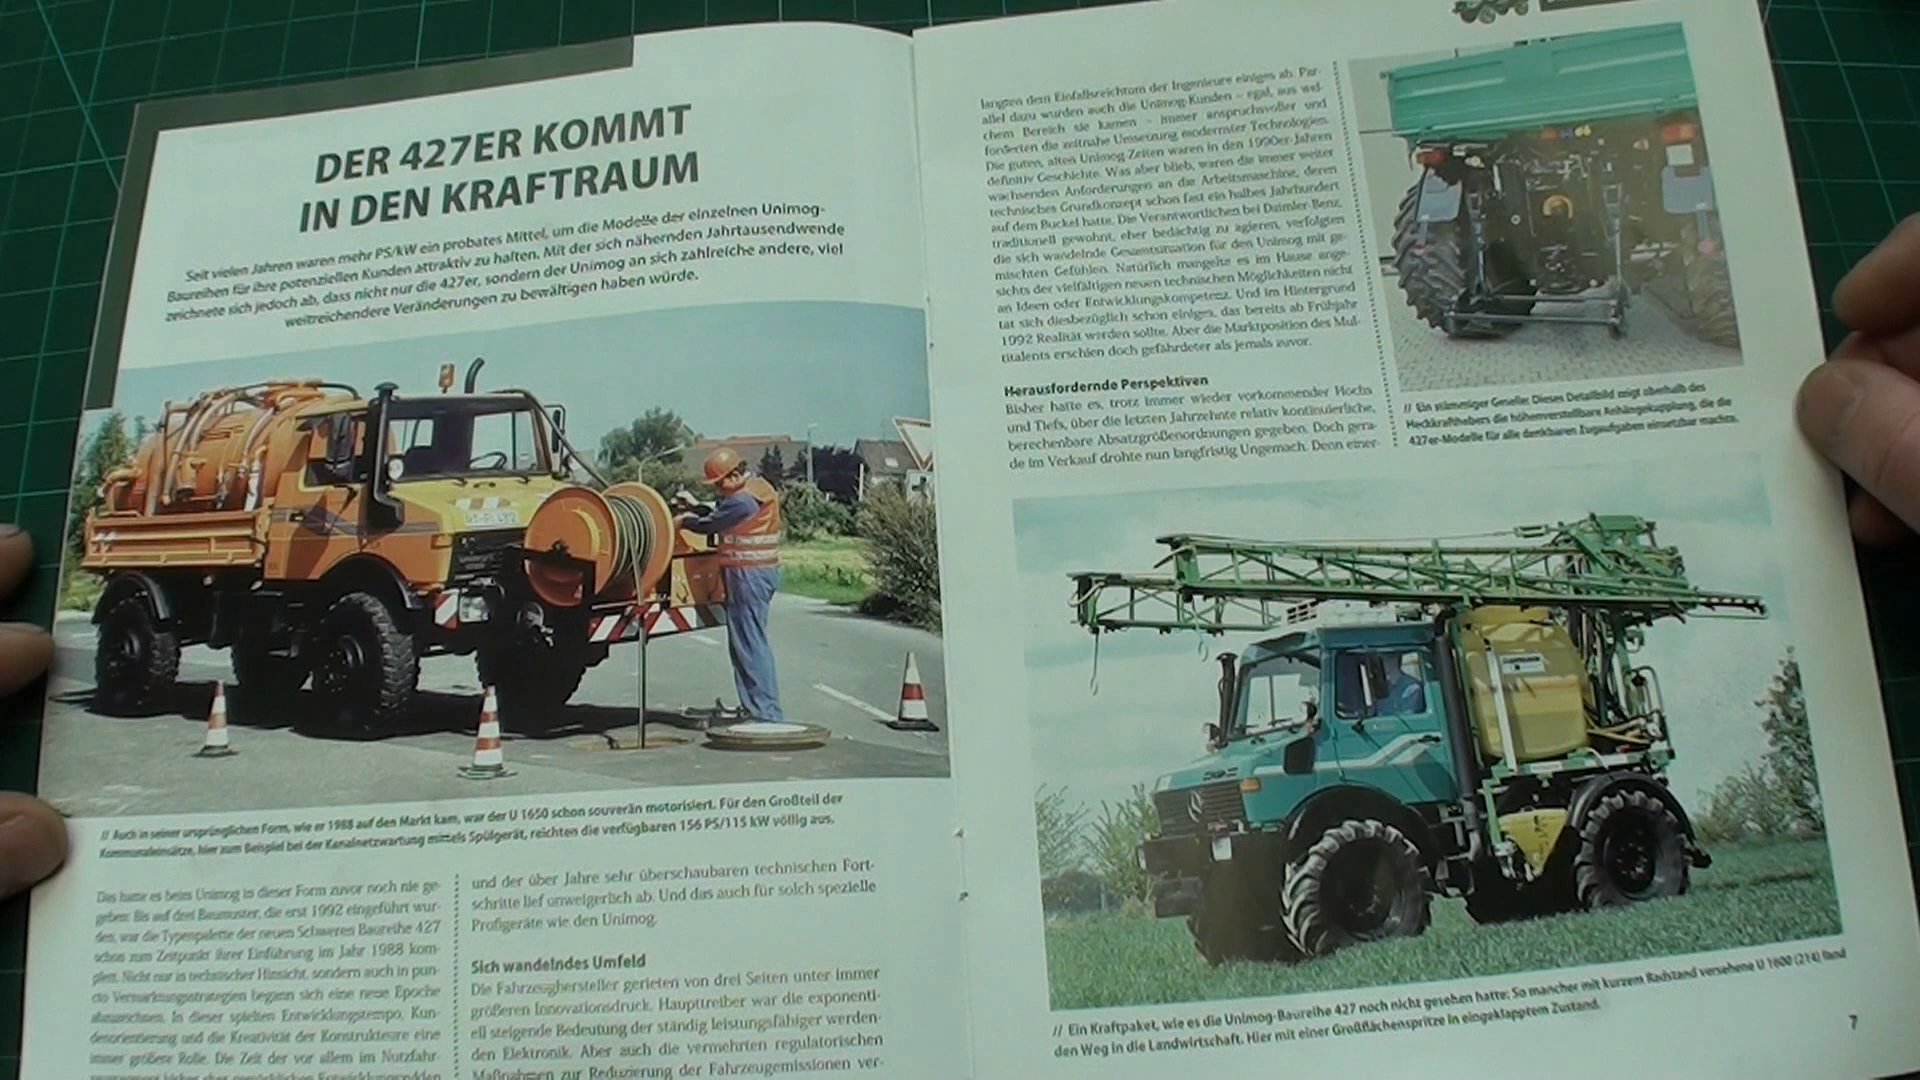 DER 427ER KOMMT
IN DEN KRAFTRAUM
Seit vielen Jahren waren mehr PS/kW ein probates Mittel, um die Modelle der einzelnen Unimog-
Baureihen für ihre potenziellen Kunden attraktiv zu halten. Mit der sich nähernden Jahrtausendwende
zeichnete sich jedoch ab, dass nicht nur die 427er, sondern der Unimog an sich zahlreiche andere, viel
weitreichendere Veränderungen zu bewältigen haben würde.
// Auch in seiner ursprünglichen Form, wie er 1988 auf den Markt kam, war der U 1650 schon souverän motorisiert. Für den Großteil der
Kommunaleinsätze, hier zum Beispiel bei der Kanalnetzwartung mittels Spülgerät, reichten die verfügbaren 156 PS/115 kW völlig aus.
Das hatte es beim Unimog in dieser Form zuvor noch nie ge-
geben: Bis auf drei Baumuster, die erst 1992 eingeführt wur-
den, war die Typenpalette der neuen Schweren Baureihe 427
schon zum Zeitpunkt ihrer Einführung im Jahr 1988 kom-
plett. Nicht nur in technischer Hinsicht, sondern auch in pun-
cto Vermarktungsstrategien begann sich eine neue Epoche
abzuzeichnen. In dieser spielten Entwicklungstempo, Kun-
denorientierung und die Kreativität der Konstrukteure eine
immer größere Rolle. Die Zeit der vor allem im Nutzfahr-
und der über Jahre sehr überschaubaren technischen Fort-
schritte lief unweigerlich ab. Und das auch für solch spezielle
Profigeräte wie den Unimog.
Sich wandelndes Umfeld
Die Fahrzeughersteller gerieten von drei Seiten unter immer
größeren Innovationsdruck. Haupttreiber war die exponenti-
ell steigende Bedeutung der ständig leistungsfähiger werden-
den Elektronik. Aber auch die vermehrten regulatorischen
Maßnahmen zur Reduzierung der Fahrzeugemissionen ver-
langten dem Einfallsreichtum der Ingenieure einiges ab. Par-
allel dazu wurden auch die Unimog-Kunden – egal, aus wel-
chem Bereich sie kamen – immer anspruchsvoller und
forderten die zeitnahe Umsetzung modernster Technologien.
Die guten, alten Unimog-Zeiten waren in den 1990er-Jahren
definitiv Geschichte. Was aber blieb, waren die immer weiter
wachsenden Anforderungen an die Arbeitsmaschine, deren
technisches Grundkonzept schon fast ein halbes Jahrhundert
auf dem Buckel hatte. Die Verantwortlichen bei Daimler-Benz,
traditionell gewohnt, eher bedächtig zu agieren, verfolgten
die sich wandelnde Gesamtsituation für den Unimog mit ge-
mischten Gefühlen. Natürlich mangelte es im Hause ange-
sichts der vielfältigen neuen technischen Möglichkeiten nicht
an Ideen oder Entwicklungskompetenz. Und im Hintergrund
tat sich diesbezüglich schon einiges, das bereits ab Frühjahr
1992 Realität werden sollte. Aber die Marktposition des Mul-
titalents erschien doch gefährdeter als jemals zuvor.
Herausfordernde Perspektiven
Bisher hatte es, trotz immer wieder vorkommender Hochs
und Tiefs, über die letzten Jahrzehnte relativ kontinuierliche,
berechenbare Absatzgrößenordnungen gegeben. Doch gera-
de im Verkauf drohte nun langfristig Ungemach. Denn einer-
// Ein stämmiger Geselle: Dieses Detailbild zeigt oberhalb des
Heckkrafthebers die höhenverstellbare Anhängekupplung, die die
427er-Modelle für alle denkbaren Zugaufgaben einsetzbar machte.
// Ein Kraftpaket, wie es die Unimog-Baureihe 427 noch nicht gesehen hatte: So mancher mit kurzem Radstand versehene U 1600 (214) fand
den Weg in die Landwirtschaft. Hier mit einer Großflächenspritze in eingeklapptem Zustand.
7